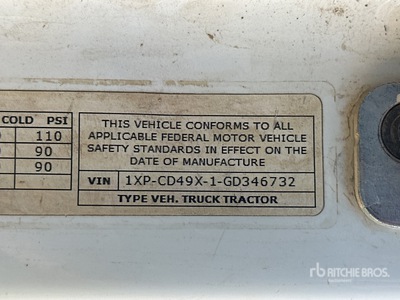 COLD PSI
110
90
90
THIS VEHICLE CONFORMS TO ALL
APPLICABLE FEDERAL MOTOR VEHICLE
SAFETY STANDARDS IN EFFECT ON THE
DATE OF MANUFACTURE
VIN 1XP-CD49X-1-GD346732
TYPE VEH. TRUCK TRACTOR
rb RITCHIE BROS.